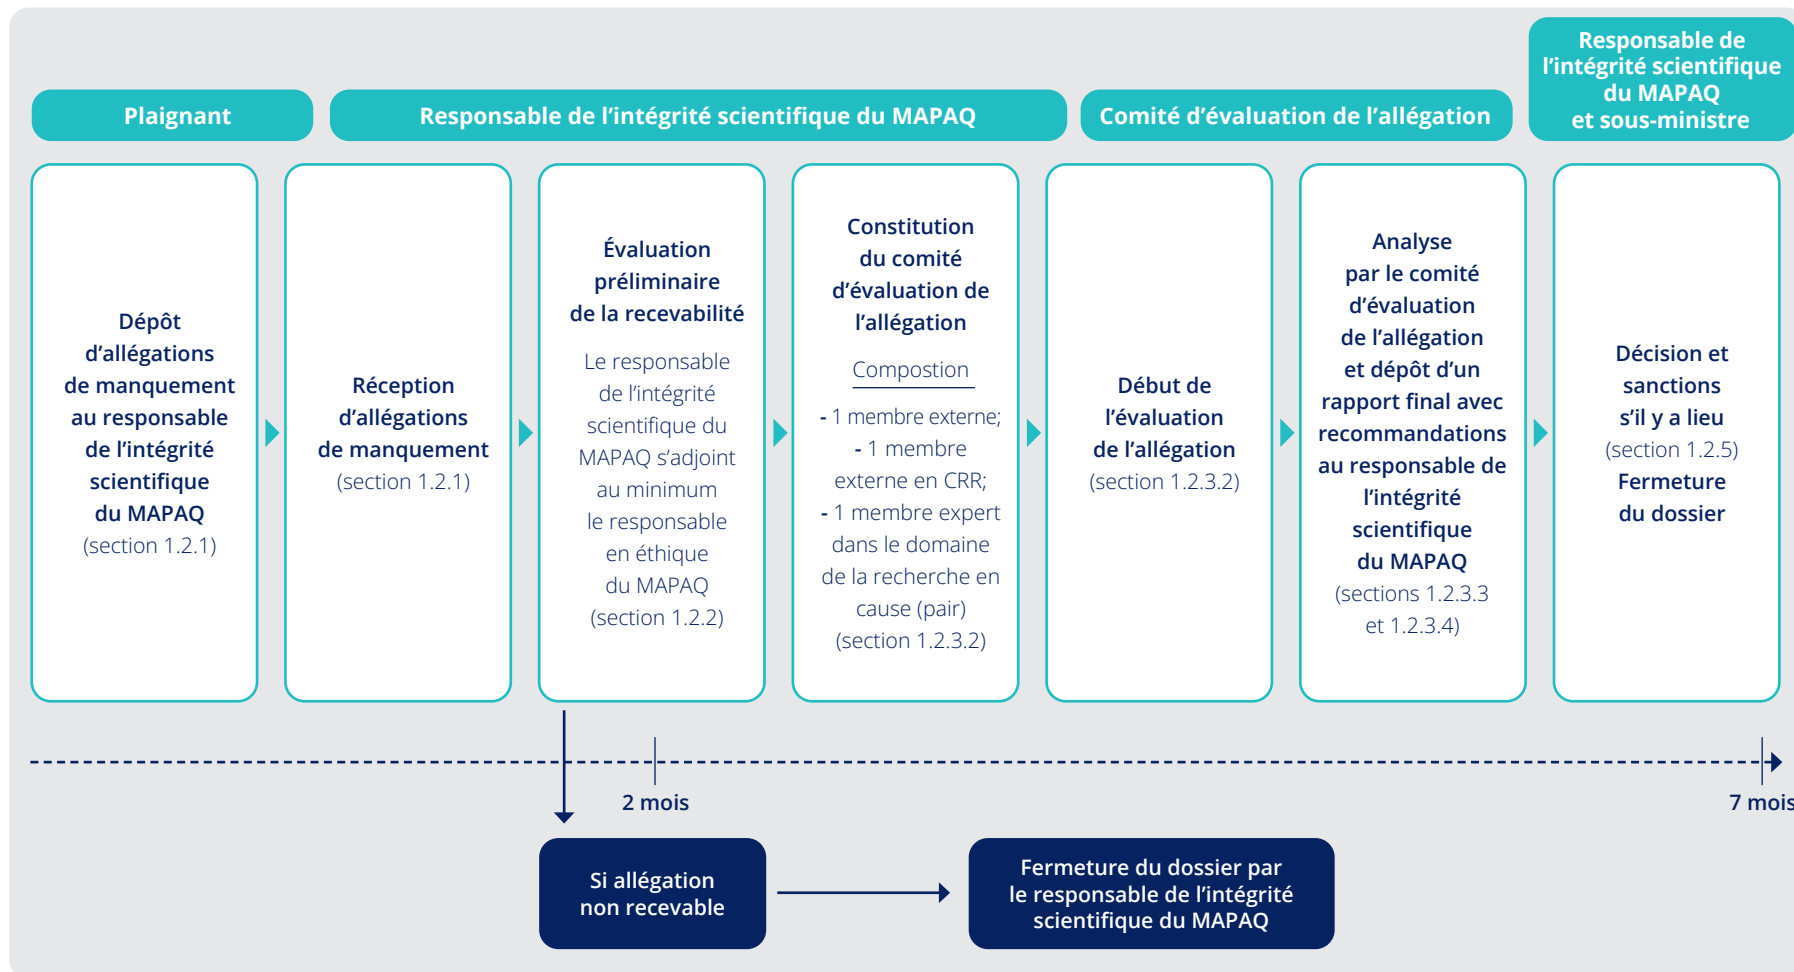 Plaignant
Responsable de l'intégrité scientifique du MAPAQ
Comité d'évaluation de l'allégation
Responsable de
l'intégrité scientifique
du MAPAQ
et sous-ministre
Dépôt
d'allégations
de manquement
au responsable
de l'intégrité
scientifique
du MAPAQ
(section 1.2.1)
Réception
d'allégations
de manquement
(section 1.2.1)
Évaluation
préliminaire
de la recevabilité
Le responsable
de l'intégrité
scientifique du
MAPAQ s'adjoint
au minimum
le responsable
en éthique
du MAPAQ
(section 1.2.2)
Constitution
du comité
d'évaluation de
l'allégation
Compostion
- 1 membre externe;
- 1 membre
externe en CRR;
- 1 membre expert
dans le domaine
de la recherche en
cause (pair)
(section 1.2.3.2)
Début de
l'évaluation
de l'allégation
(section 1.2.3.2)
Analyse
par le comité
d'évaluation
de l'allégation
et dépôt d'un
rapport final avec
recommandations
au responsable de
l'intégrité
scientifique
du MAPAQ
(sections 1.2.3.3
et 1.2.3.4)
Décision et
sanctions
s'il y a lieu
(section 1.2.5)
Fermeture
du dossier
2 mois
7 mois
Si allégation
non recevable
Fermeture du dossier par
le responsable de l'intégrité
scientifique du MAPAQ